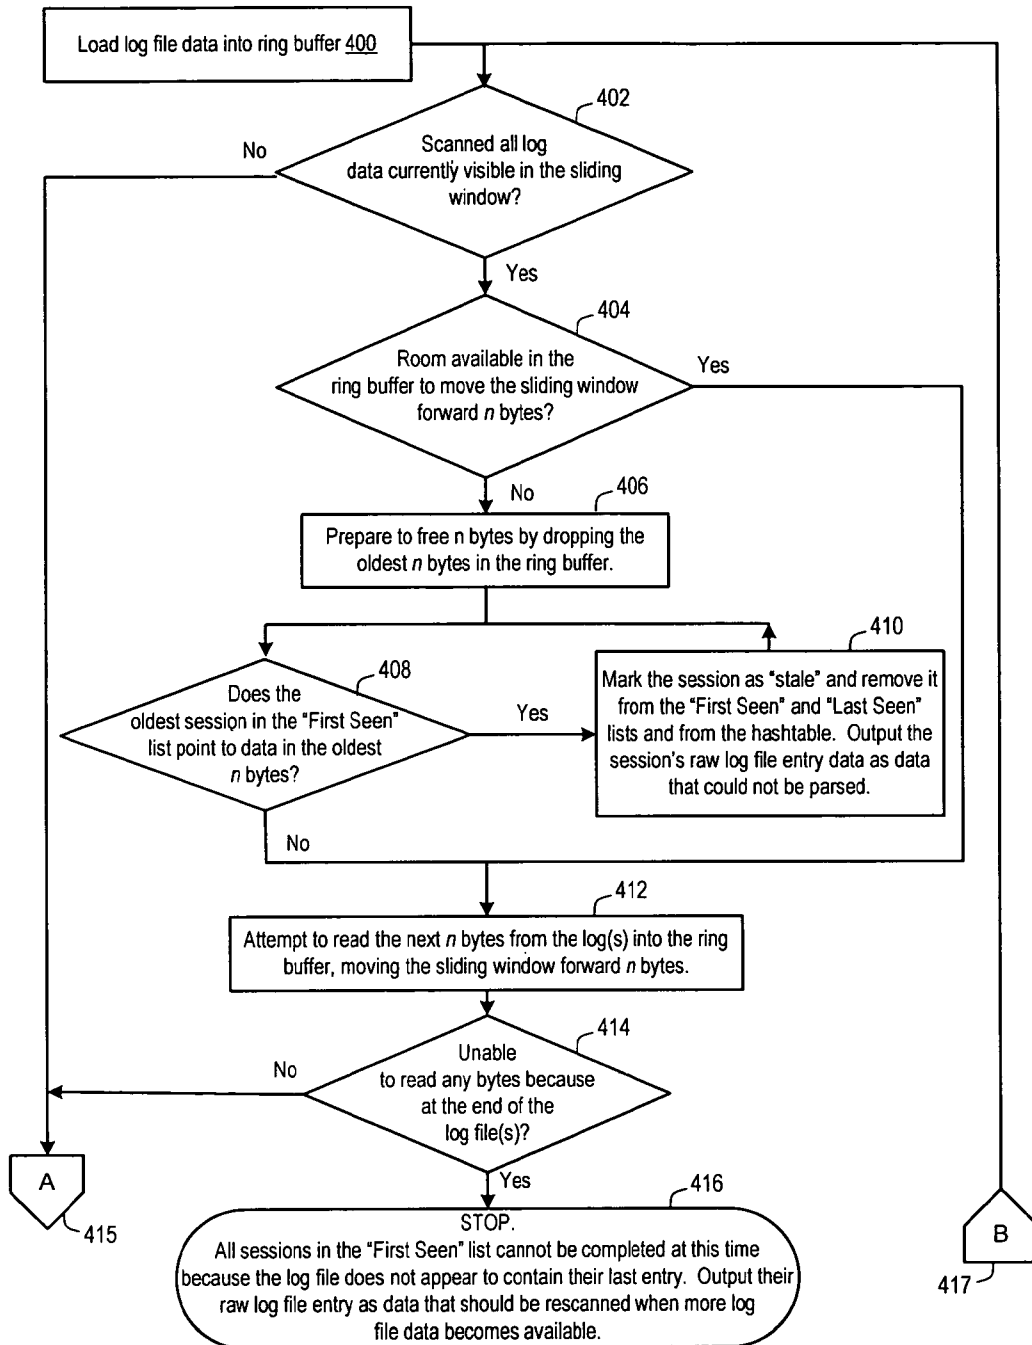 Load log file data into ring buffer 400
402
Scanned all log
data currently visible in the sliding
window?
No
Yes
404
Room available in the
ring buffer to move the sliding window
forward n bytes?
Yes
No
406
Prepare to free n bytes by dropping the
oldest n bytes in the ring buffer.
408
Does the
oldest session in the "First Seen"
list point to data in the oldest
n bytes?
Yes
410
Mark the session as "stale" and remove it
from the "First Seen" and "Last Seen"
lists and from the hashtable. Output the
session's raw log file entry data as data
that could not be parsed.
No
412
Attempt to read the next n bytes from the log(s) into the ring
buffer, moving the sliding window forward n bytes.
414
Unable
to read any bytes because
at the end of the
log file(s)?
No
Yes
A
415
416
STOP.
All sessions in the "First Seen" list cannot be completed at this time
because the log file does not appear to contain their last entry. Output their
raw log file entry as data that should be rescanned when more log
file data becomes available.
B
417